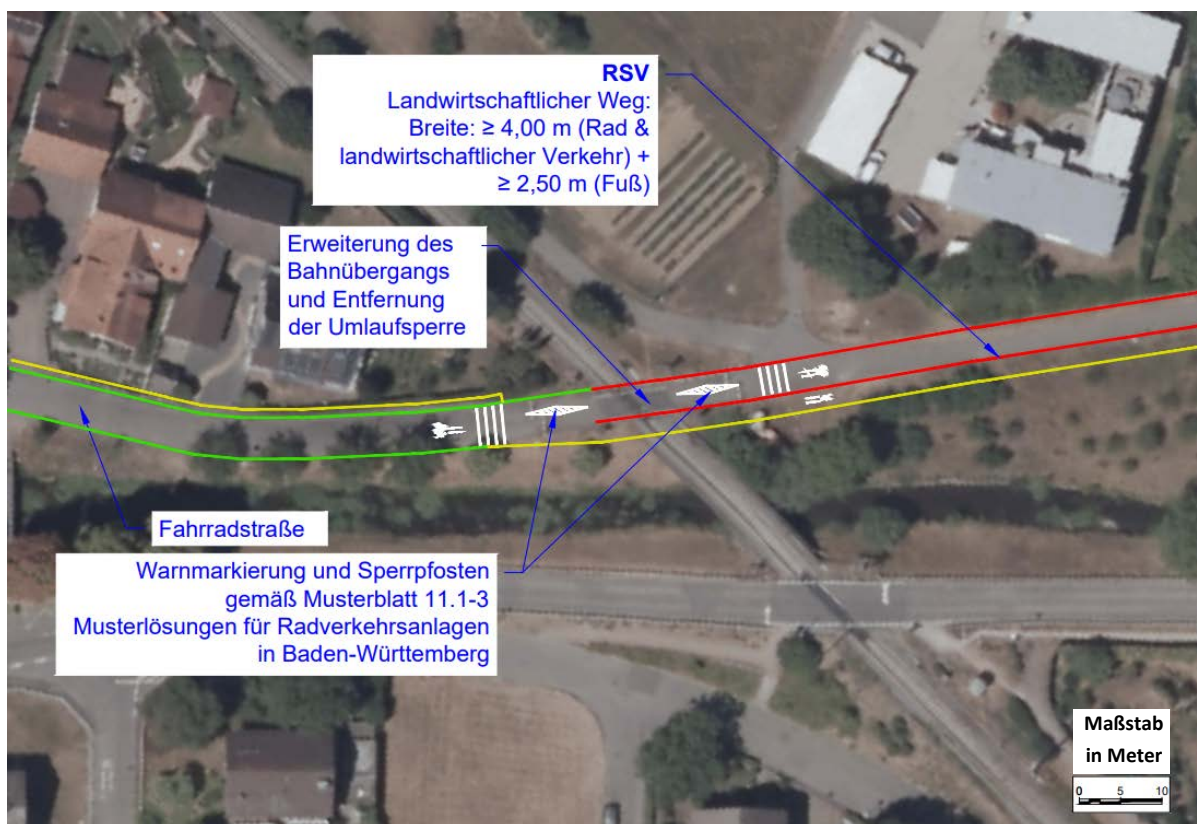 RSV
Landwirtschaftlicher Weg:
Breite: ≥ 4,00 m (Rad &
landwirtschaftlicher Verkehr) +
≥ 2,50 m (Fuß)
Erweiterung des
Bahnübergangs
und Entfernung
der Umlaufsperre
Fahrradstraße
Warnmarkierung und Sperrpfosten
gemäß Musterblatt 11.1-3
Musterlösungen für Radverkehrsanlagen
in Baden-Württemberg
Maßstab
in Meter
0 5 10